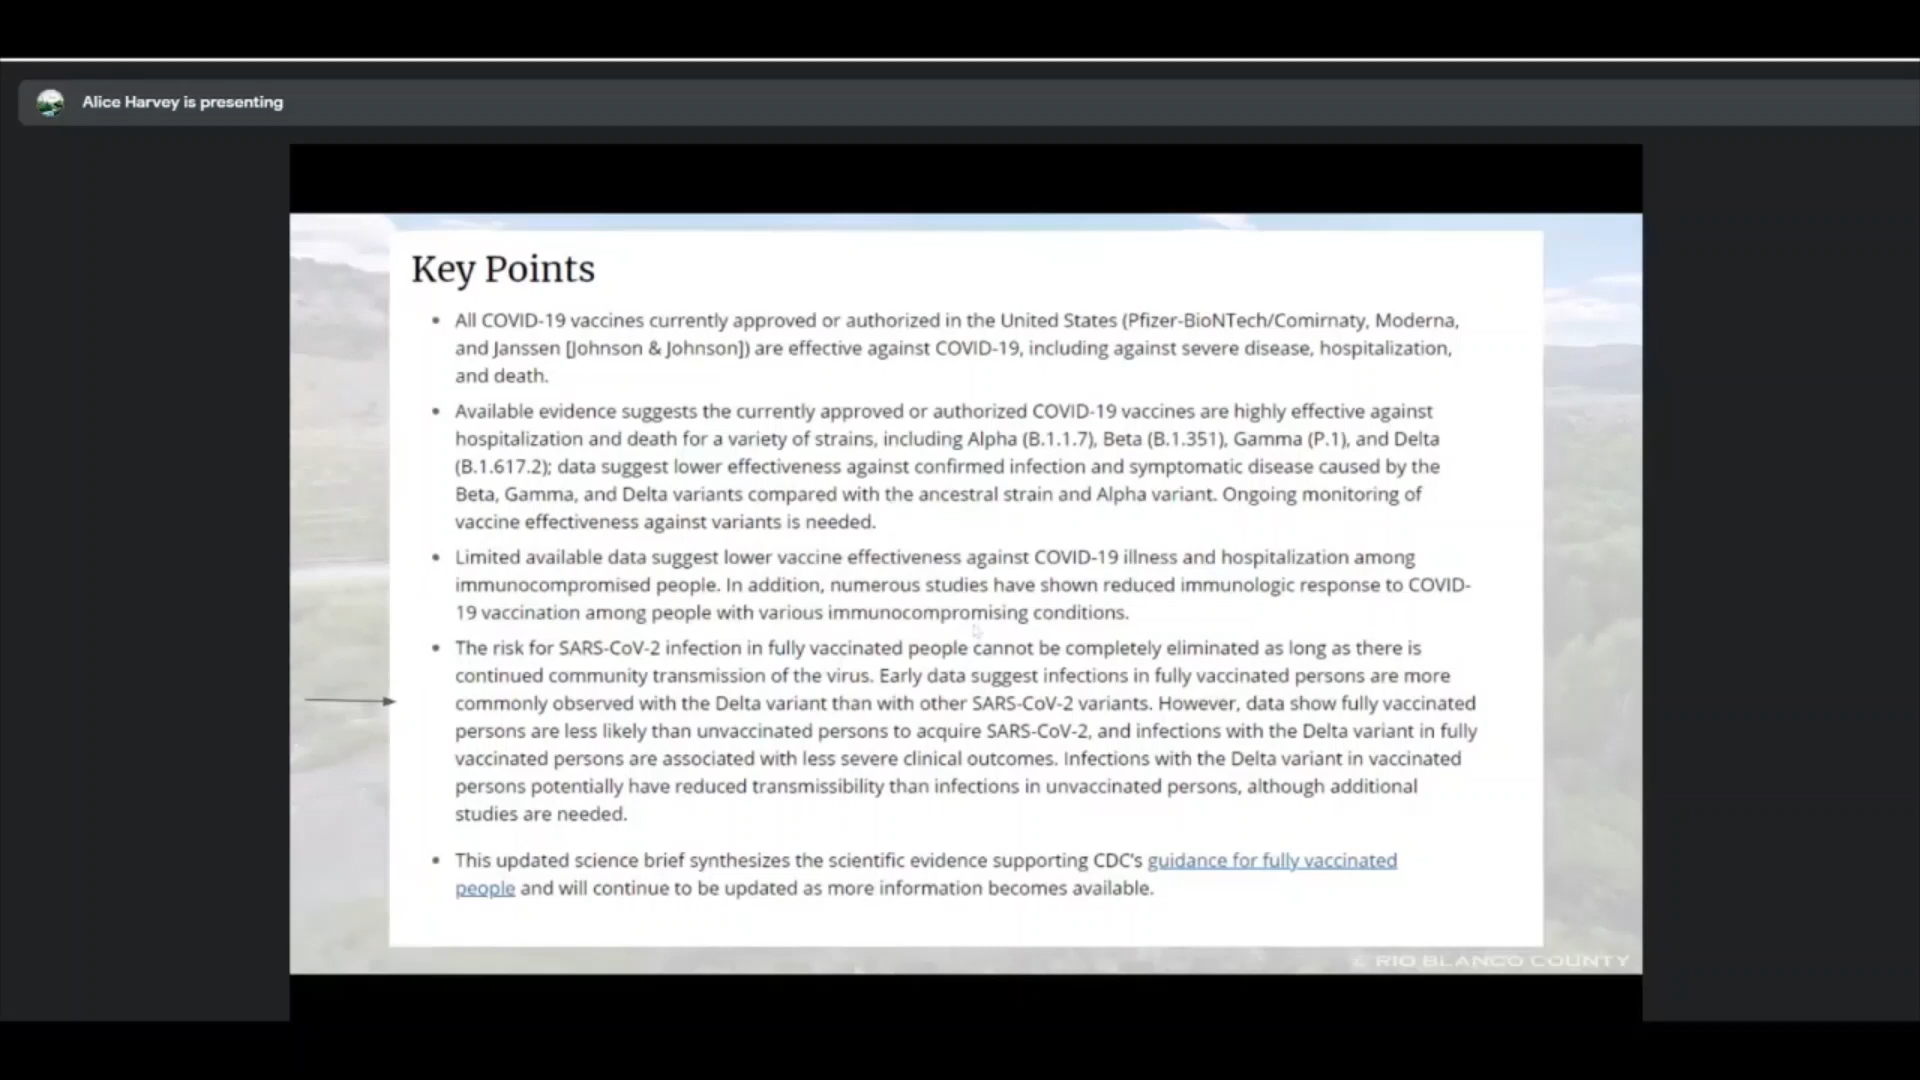 Alice Harvey is presenting
Key Points
• All COVID-19 vaccines currently approved or authorized in the United States (Pfizer-BioNTech/Comirnaty, Moderna,
and Janssen [Johnson & Johnson]) are effective against COVID-19, including against severe disease, hospitalization,
and death.
• Available evidence suggests the currently approved or authorized COVID-19 vaccines are highly effective against
hospitalization and death for a variety of strains, including Alpha (B.1.1.7), Beta (B.1.351), Gamma (P.1), and Delta
(B.1.617.2); data suggest lower effectiveness against confirmed infection and symptomatic disease caused by the
Beta, Gamma, and Delta variants compared with the ancestral strain and Alpha variant. Ongoing monitoring of
vaccine effectiveness against variants is needed.
• Limited available data suggest lower vaccine effectiveness against COVID-19 illness and hospitalization among
immunocompromised people. In addition, numerous studies have shown reduced immunologic response to COVID-
19 vaccination among people with various immunocompromising conditions.
• The risk for SARS-CoV-2 infection in fully vaccinated people cannot be completely eliminated as long as there is
continued community transmission of the virus. Early data suggest infections in fully vaccinated persons are more
commonly observed with the Delta variant than with other SARS-CoV-2 variants. However, data show fully vaccinated
persons are less likely than unvaccinated persons to acquire SARS-CoV-2, and infections with the Delta variant in fully
vaccinated persons are associated with less severe clinical outcomes. Infections with the Delta variant in vaccinated
persons potentially have reduced transmissibility than infections in unvaccinated persons, although additional
studies are needed.
• This updated science brief synthesizes the scientific evidence supporting CDC's guidance for fully vaccinated
people and will continue to be updated as more information becomes available.
RIO BLANCO COUNTY